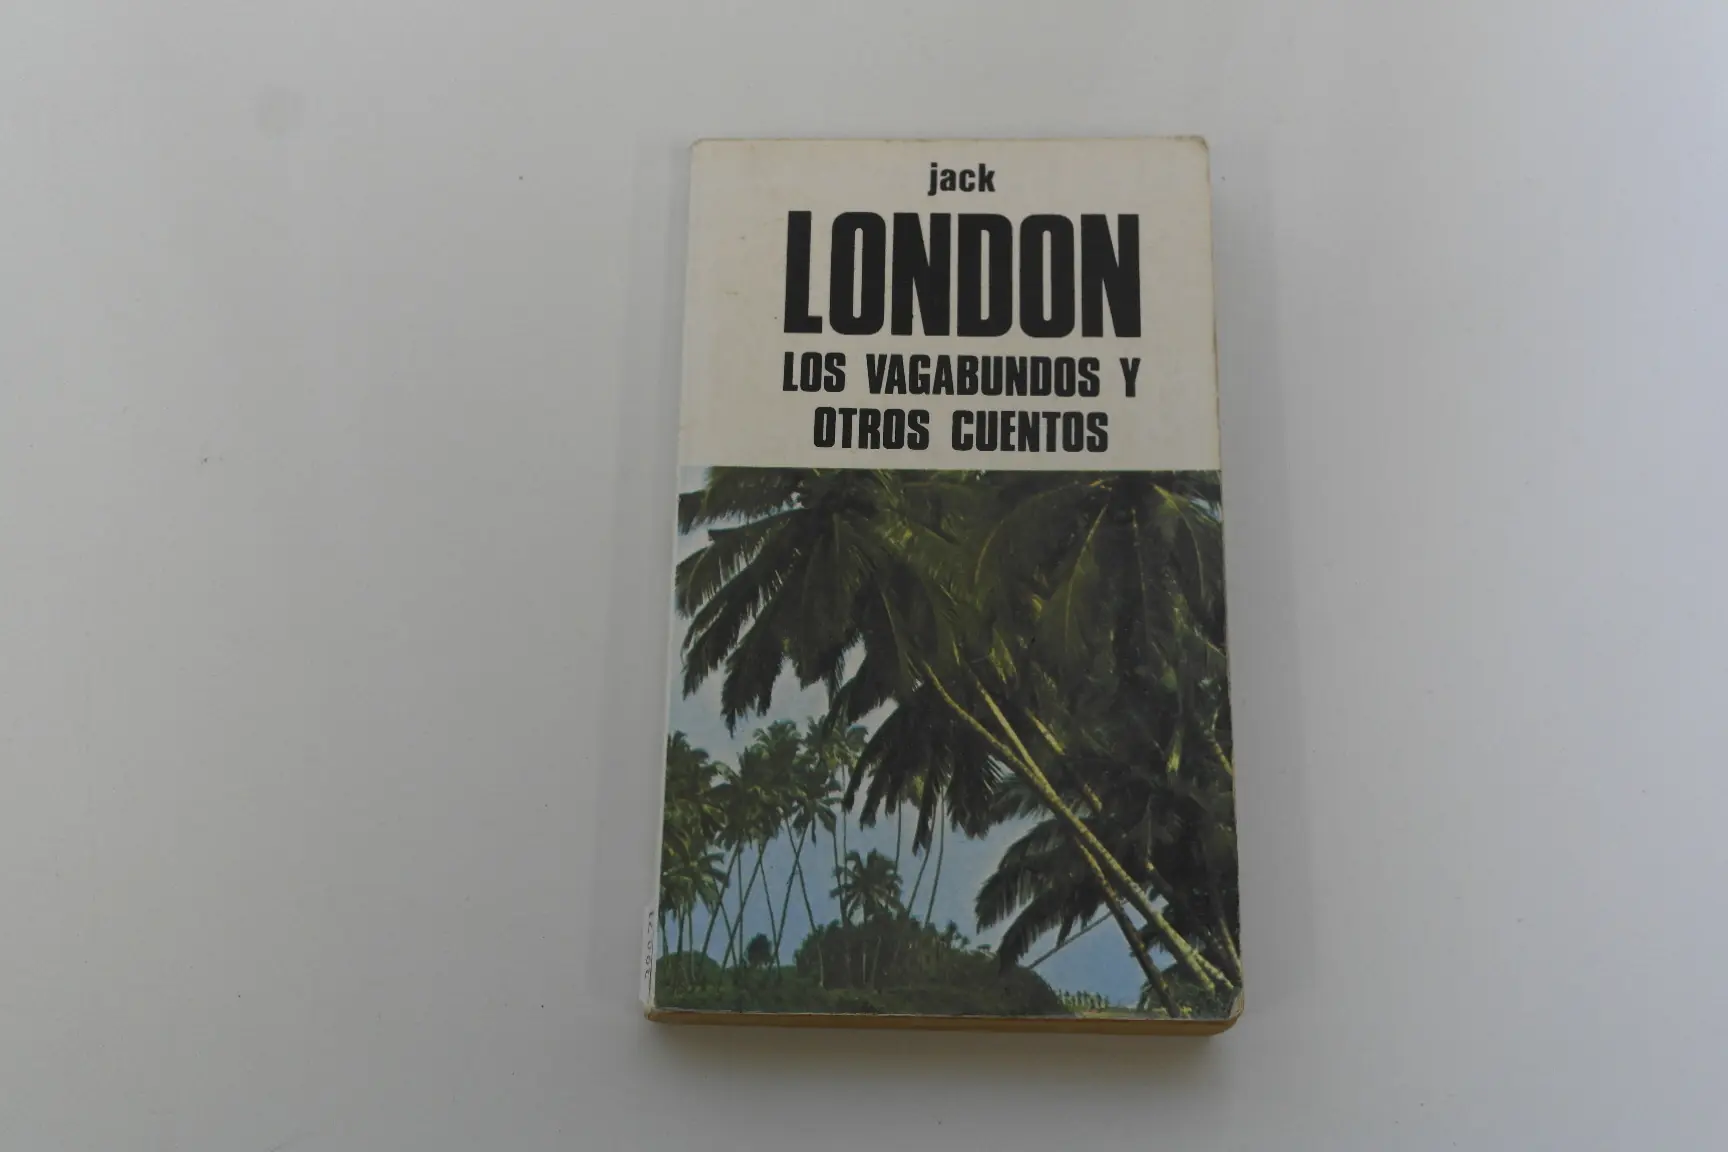 jack
LONDON
LOS VAGABUNDOS Y
OTROS CUENTOS